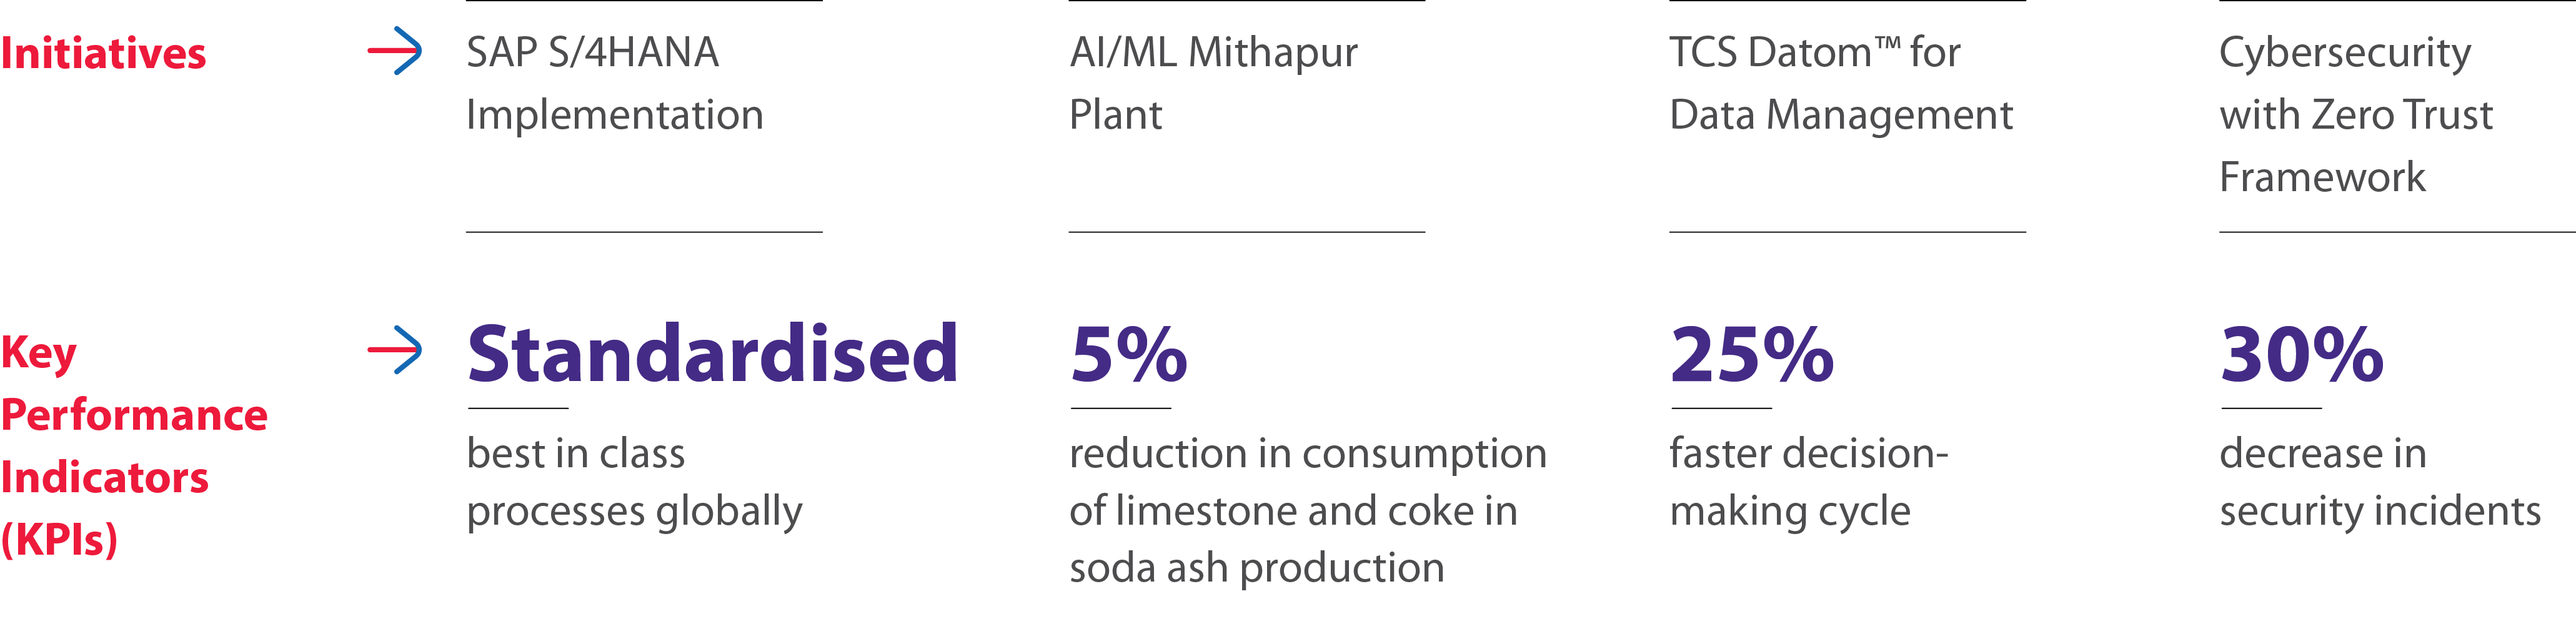 Initiatives
SAP S/4HANA
Implementation
AI/ML Mithapur
Plant
TCS Datom™ for
Data Management
Cybersecurity
with Zero Trust
Framework
Key
Performance
Indicators
(KPIs)
Standardised
best in class
processes globally
5%
reduction in consumption
of limestone and coke in
soda ash production
25%
faster decision-
making cycle
30%
decrease in
security incidents